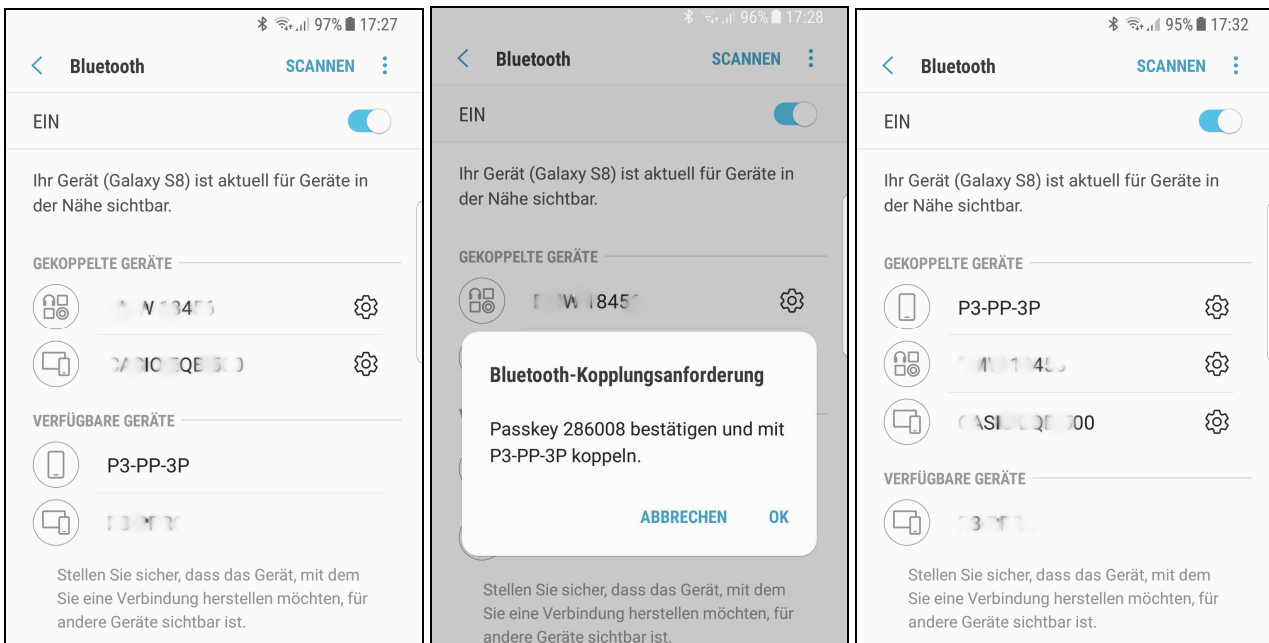 97% 17:27
Bluetooth SCANNEN
EIN
Ihr Gerät (Galaxy S8) ist aktuell für Geräte in
der Nähe sichtbar.
GEKOPPELTE GERÄTE
VERFÜGBARE GERÄTE
P3-PP-3P
Stellen Sie sicher, dass das Gerät, mit dem
Sie eine Verbindung herstellen möchten, für
andere Geräte sichtbar ist.
96% 17:28
Bluetooth SCANNEN
EIN
Ihr Gerät (Galaxy S8) ist aktuell für Geräte in
der Nähe sichtbar.
GEKOPPELTE GERÄTE
Bluetooth-Kopplungsanforderung
Passkey 286008 bestätigen und mit
P3-PP-3P koppeln.
ABBRECHEN OK
Stellen Sie sicher, dass das Gerät, mit dem
Sie eine Verbindung herstellen möchten, für
andere Geräte sichtbar ist.
95% 17:32
Bluetooth SCANNEN
EIN
Ihr Gerät (Galaxy S8) ist aktuell für Geräte in
der Nähe sichtbar.
GEKOPPELTE GERÄTE
P3-PP-3P
VERFÜGBARE GERÄTE
Stellen Sie sicher, dass das Gerät, mit dem
Sie eine Verbindung herstellen möchten, für
andere Geräte sichtbar ist.